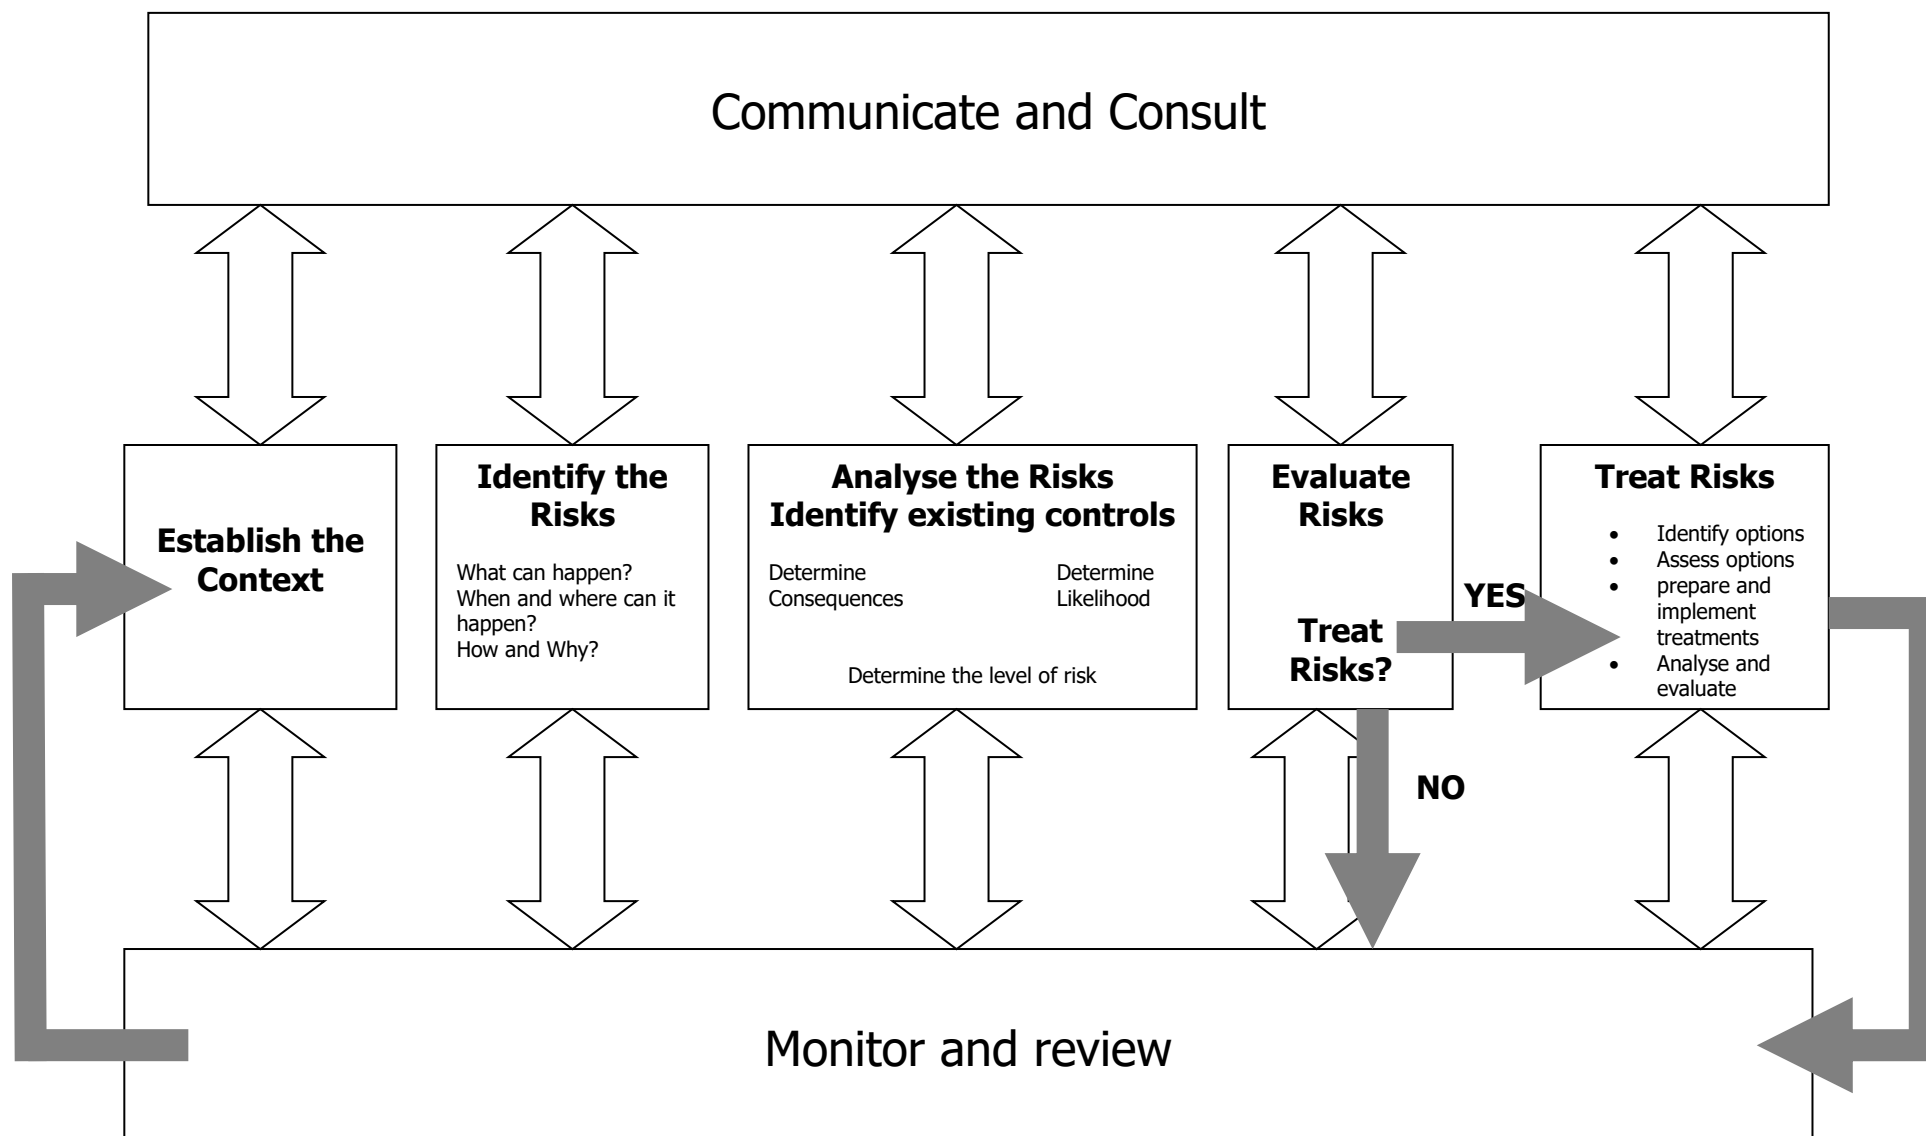 Communicate and Consult
Establish the
Context
Identify the
Risks
What can happen?
When and where can it
happen?
How and Why?
Analyse the Risks
Identify existing controls
Determine
Consequences
Determine
Likelihood
Determine the level of risk
Evaluate
Risks
Treat
Risks?
YES
NO
Treat Risks
• Identify options
• Assess options
• prepare and
implement
treatments
• Analyse and
evaluate
Monitor and review